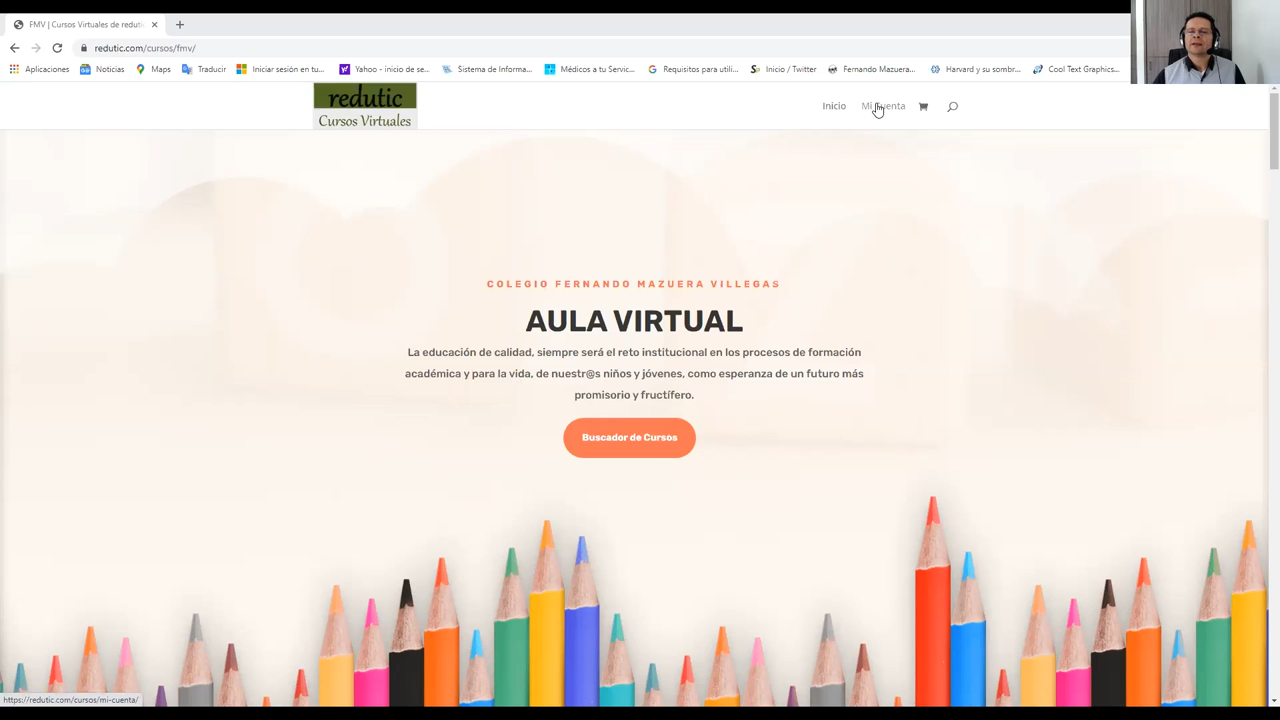 FMV | Cursos Virtuales de reduti
redutic.com/cursos/fmv/
Aplicaciones
Noticias
Maps
Traducir
Iniciar sesión en tu...
Yahoo - inicio de se...
Sistema de Informa...
Médicos a tu Servic...
Requisitos para utili...
Inicio / Twitter
Fernando Mazuera...
Harvard y su sombr...
Cool Text Graphics...
redutic
Cursos Virtuales
Inicio
Mi cuenta
COLEGIO FERNANDO MAZUERA VILLEGAS
AULA VIRTUAL
La educación de calidad, siempre será el reto institucional en los procesos de formación
académica y para la vida, de nuestr@s niños y jóvenes, como esperanza de un futuro más
promisorio y fructífero.
Buscador de Cursos
https://redutic.com/cursos/mi-cuenta/